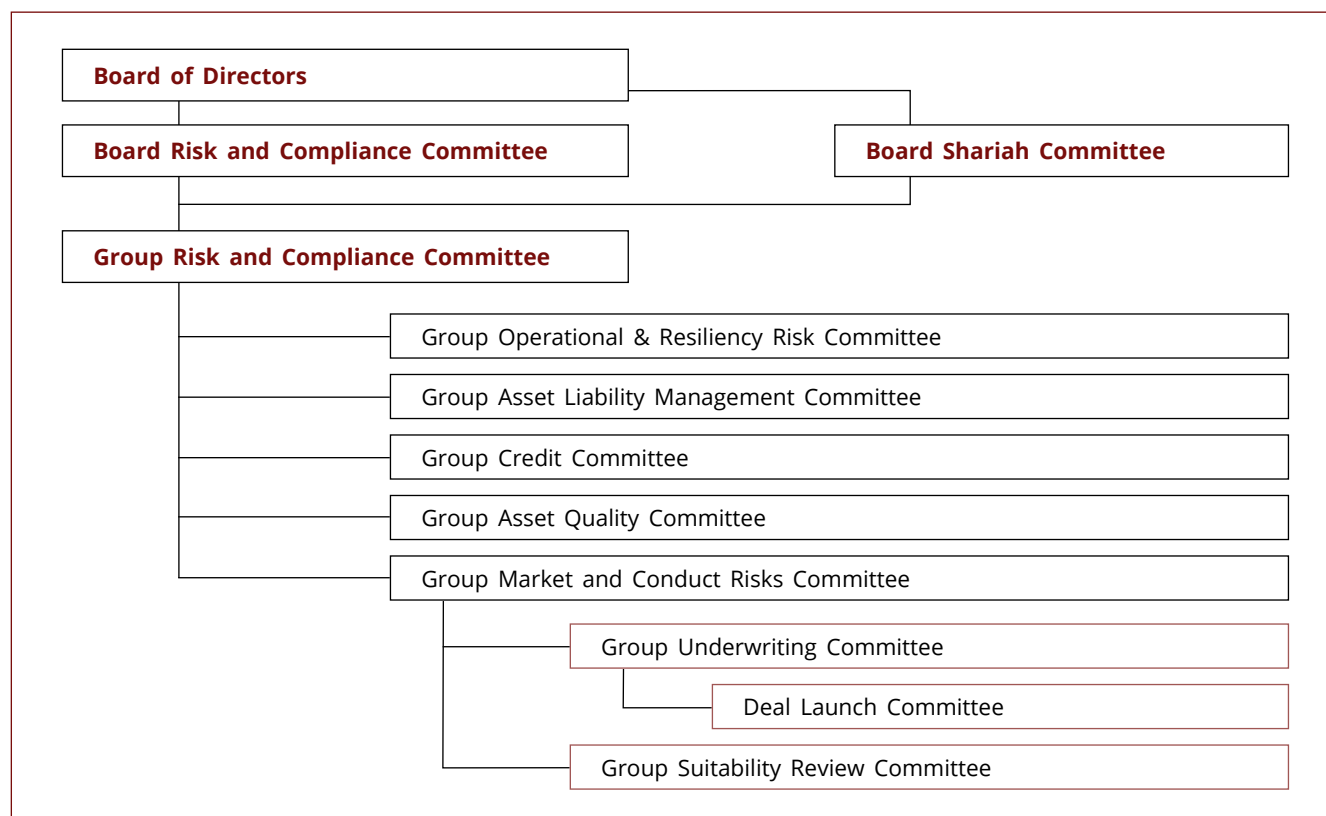 Board of Directors
Board Risk and Compliance Committee
Board Shariah Committee
Group Risk and Compliance Committee
Group Operational & Resiliency Risk Committee
Group Asset Liability Management Committee
Group Credit Committee
Group Asset Quality Committee
Group Market and Conduct Risks Committee
Group Underwriting Committee
Deal Launch Committee
Group Suitability Review Committee